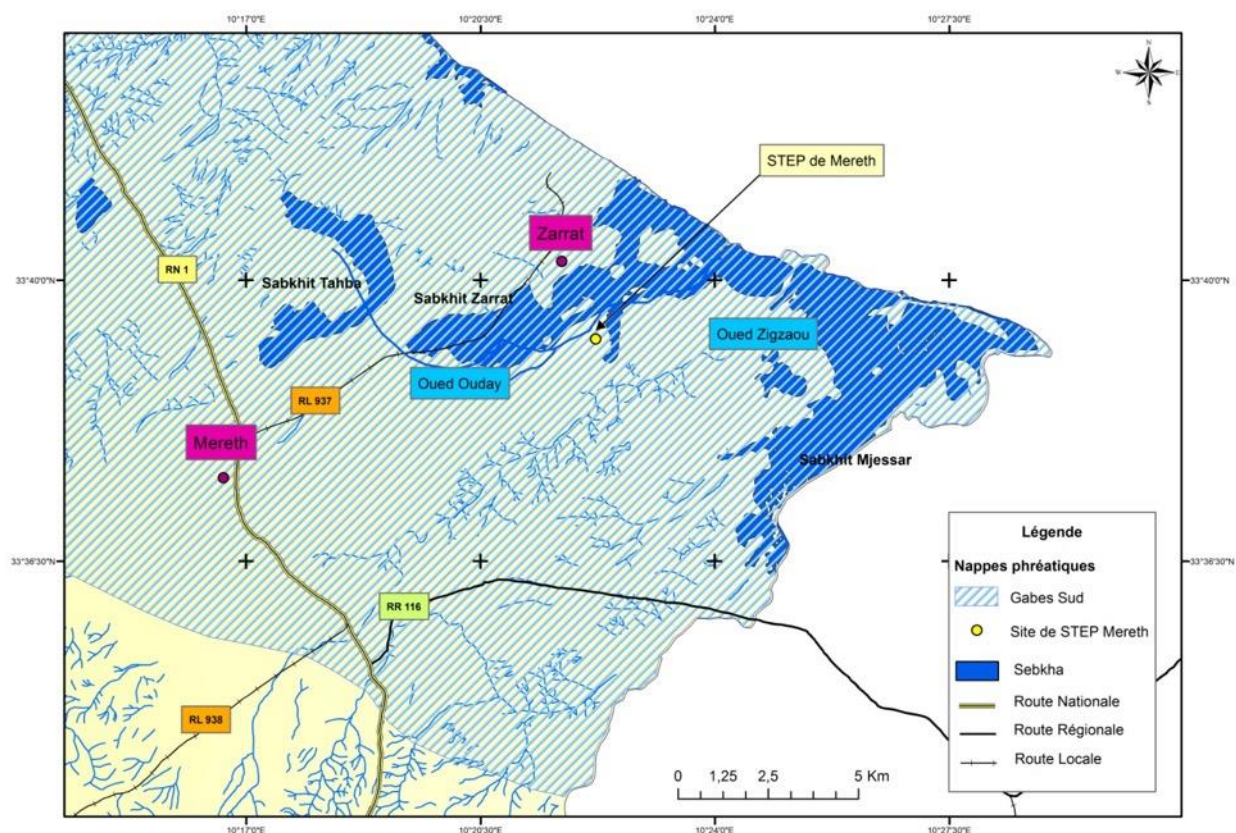 10°17'0"E
10°20'30"E
10°24'0"E
10°27'30"E
N
W
E
S
STEP de Mereth
Zarrat
RN 1
33°40'0"N
33°40'0"N
Sabkhit Tahba
Sabkhit Zarrat
Oued Zigzaou
Oued Ouday
RL 937
Mereth
Sabkhit Mjessar
33°36'30"N
33°36'30"N
RR 116
RL 938
Légende
Nappes phréatiques
Gabes Sud
Site de STEP Mereth
Sebkha
Route Nationale
Route Régionale
Route Locale
0 1,25 2,5 5 Km
10°17'0"E
10°20'30"E
10°24'0"E
10°27'30"E